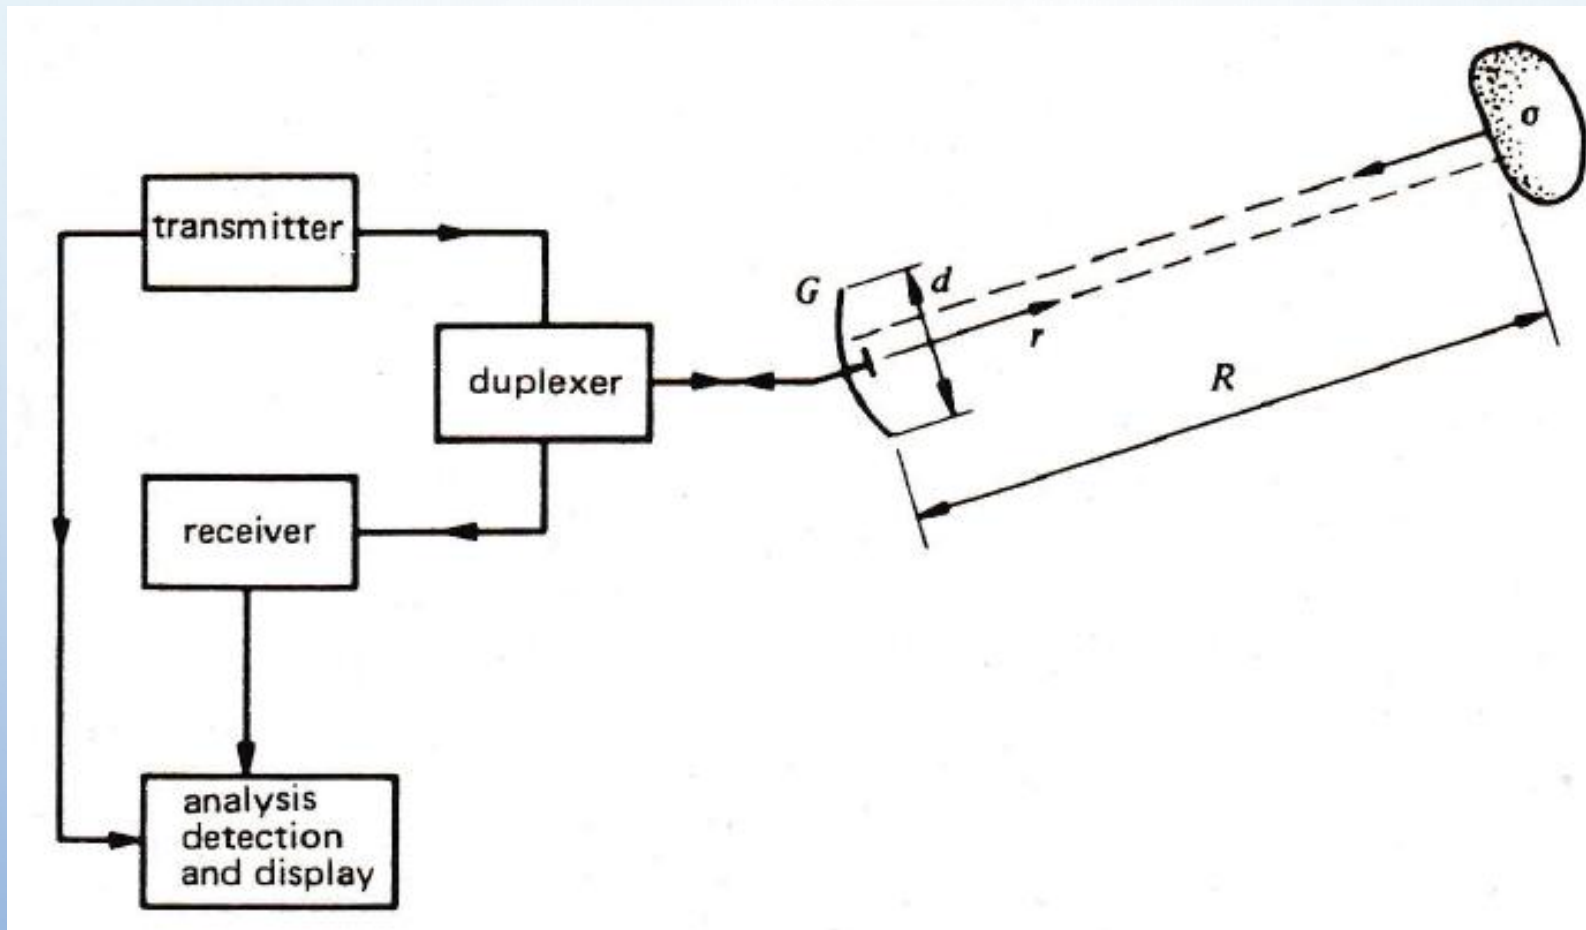 transmitter
duplexer
receiver
analysis
detection
and display
G
d
r
R
σ